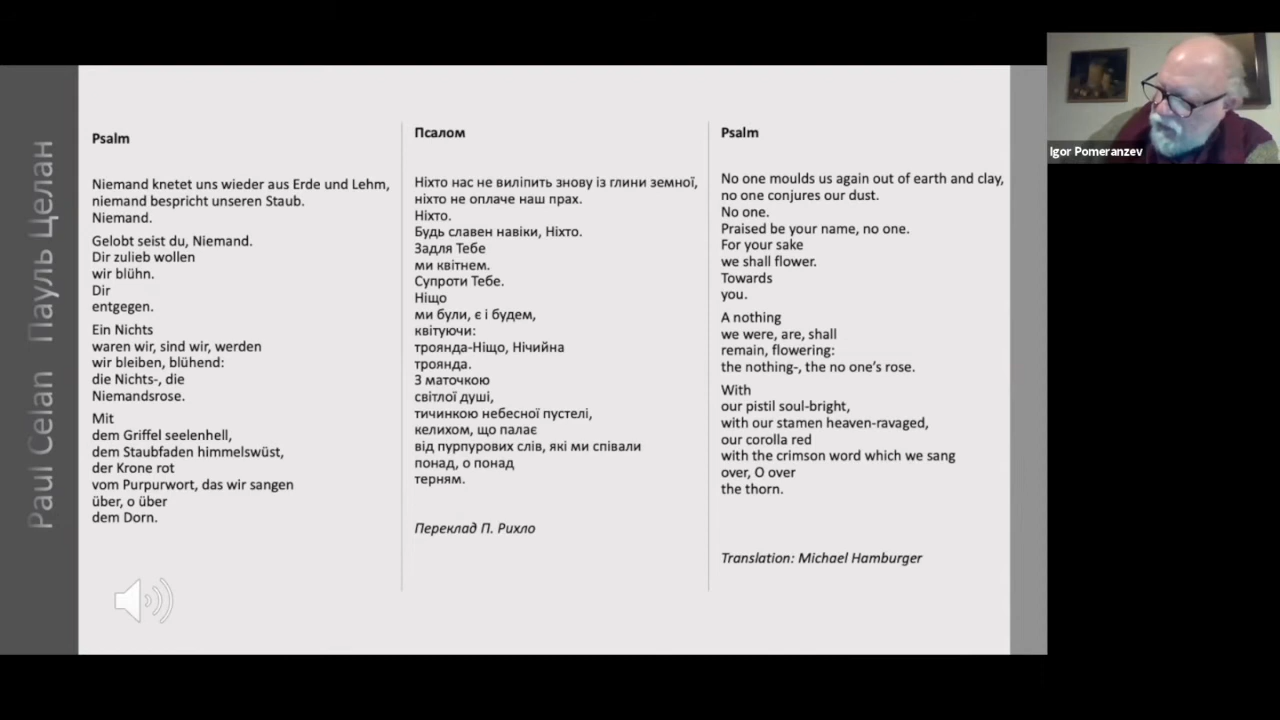 Paul Celan Пауль Целан
Psalm
Niemand knetet uns wieder aus Erde und Lehm,
niemand bespricht unseren Staub.
Niemand.
Gelobt seist du, Niemand.
Dir zulieb wollen
wir blühn.
Dir
entgegen.
Ein Nichts
waren wir, sind wir, werden
wir bleiben, blühend:
die Nichts-, die
Niemandsrose.
Mit
dem Griffel seelenhell,
dem Staubfaden himmelswüst,
der Krone rot
vom Purpurwort, das wir sangen
über, o über
dem Dorn.
Псалом
Ніхто нас не виліпить знову із глини земної,
ніхто не оплаче наш прах.
Ніхто.
Будь славен навіки, Ніхто.
Задля Тебе
ми квітнем.
Супроти Тебе.
Ніщо
ми були, є і будем,
квітуючи:
троянда-Ніщо, Нічийна
троянда.
З маточкою
світлої душі,
тичинкою небесної пустелі,
келихом, що палає
від пурпурових слів, які ми співали
понад, о понад
терням.
Переклад П. Рихло
Psalm
No one moulds us again out of earth and clay,
no one conjures our dust.
No one.
Praised be your name, no one.
For your sake
we shall flower.
Towards
you.
A nothing
we were, are, shall
remain, flowering:
the nothing-, the no one’s rose.
With
our pistil soul-bright,
with our stamen heaven-ravaged,
our corolla red
with the crimson word which we sang
over, O over
the thorn.
Translation: Michael Hamburger
Igor Pomeranzev